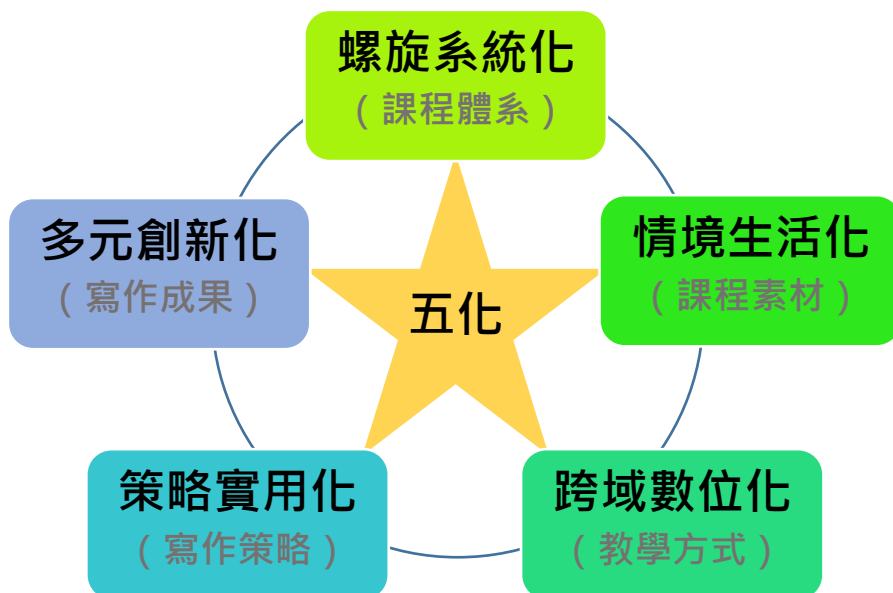 螺旋系統化
（課程體系）
多元創新化
（寫作成果）
情境生活化
（課程素材）
五化
策略實用化
（寫作策略）
跨域數位化
（教學方式）